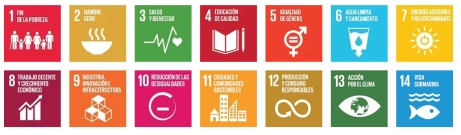 1 FIN
DE LA POBREZA
2 HAMBRE
CERO
3 SALUD
Y BIENESTAR
4 EDUCACIÓN
DE CALIDAD
5 IGUALDAD
DE GÉNERO
6 AGUA LIMPIA
Y SANEAMIENTO
7 ENERGÍA ASEQUIBLE
Y NO CONTAMINANTE
8 TRABAJO DECENTE
Y CRECIMIENTO
ECONÓMICO
9 INDUSTRIA,
INNOVACIÓN E
INFRAESTRUCTURA
10 REDUCCIÓN DE LAS
DESIGUALDADES
11 CIUDADES Y
COMUNIDADES
SOSTENIBLES
12 PRODUCCIÓN
Y CONSUMO
RESPONSABLES
13 ACCIÓN
POR EL CLIMA
14 VIDA
SUBMARINA